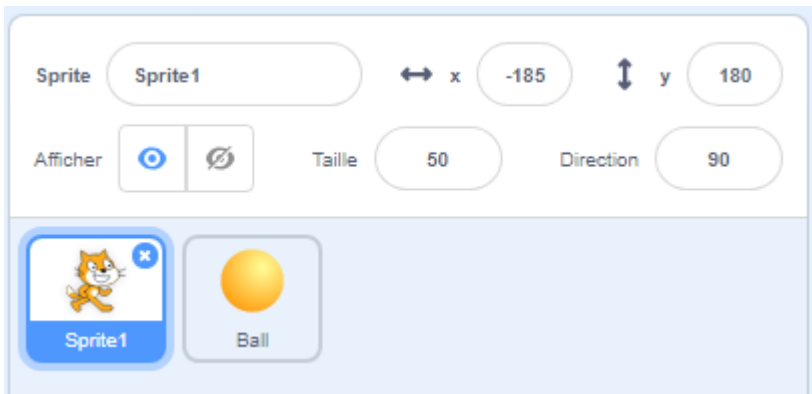 Sprite Sprite1 x -185 y 180
Afficher Taille 50 Direction 90
Sprite1 Ball